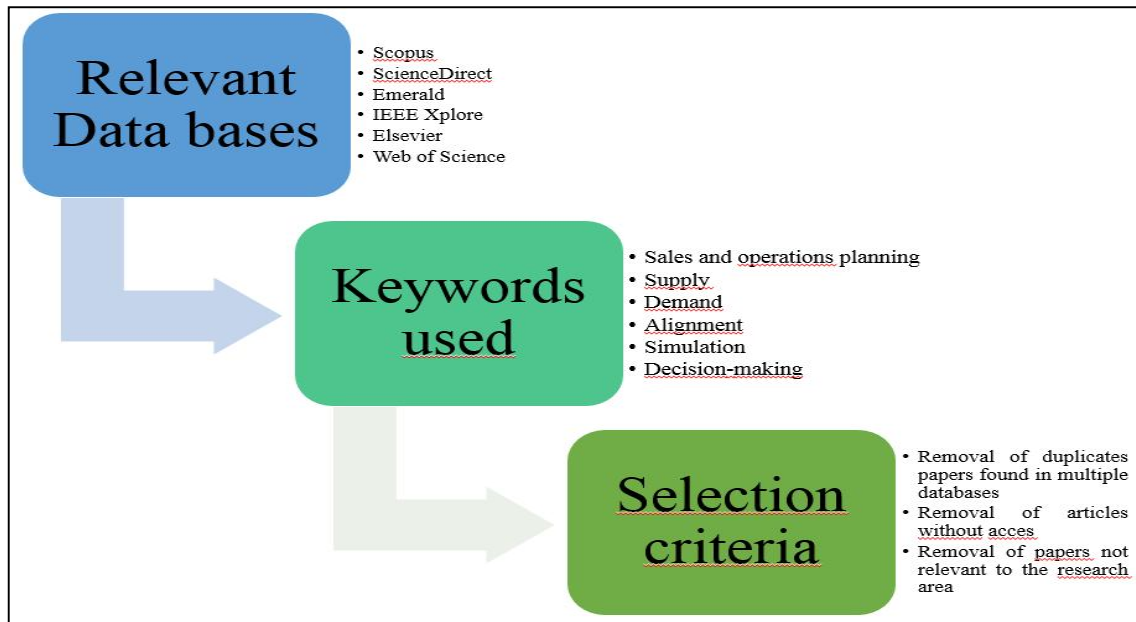 Relevant
Data bases
• Scopus
• ScienceDirect
• Emerald
• IEEE Xplore
• Elsevier
• Web of Science
Keywords
used
• Sales and operations planning
• Supply
• Demand
• Alignment
• Simulation
• Decision-making
Selection
criteria
• Removal of duplicates
papers found in multiple
databases
• Removal of articles
without acces
• Removal of papers not
relevant to the research
area